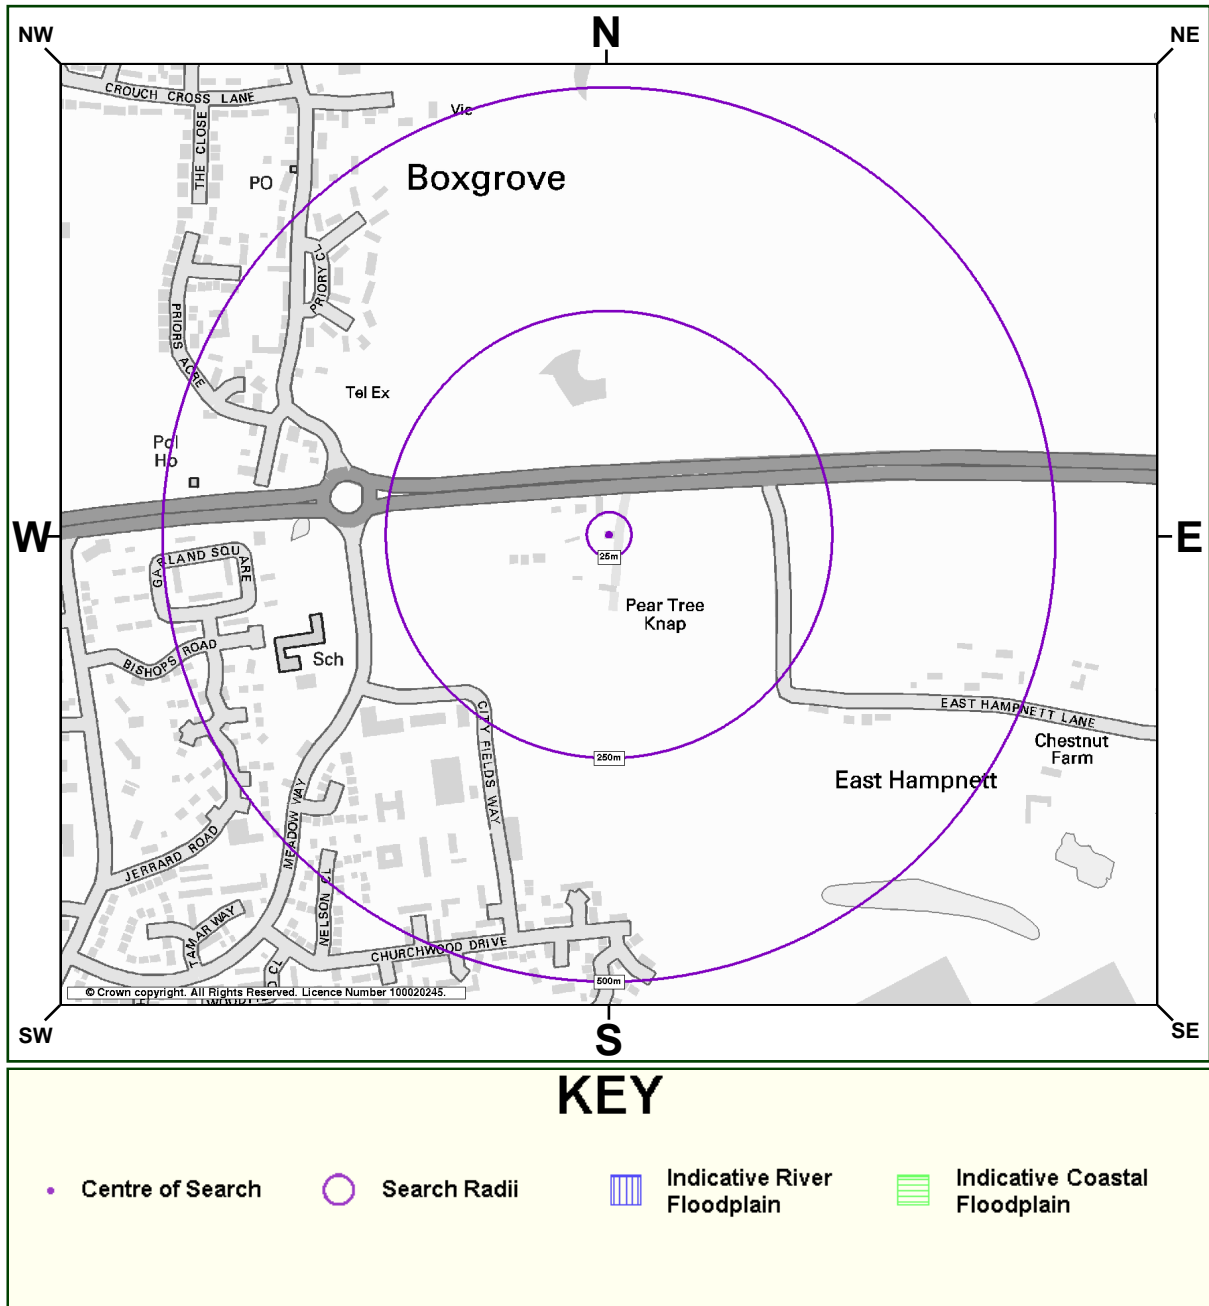 NW
N
NE
CROUCH CROSS LANE
Vic
THE CLOSE
PO
Boxgrove
PRIORY CL
PRIORS ACRE
Tel Ex
Pol
Ho
W
E
GARLAND SQUARE
25m
Pear Tree
Knap
BISHOPS ROAD
Sch
CITY FIELDS WAY
EAST HAMPNETT LANE
Chestnut
Farm
250m
East Hampnett
MEADOW WAY
JERRARD ROAD
NELSON CL
TAMAR WAY
CHURCHWOOD DRIVE
500m
© Crown copyright. All Rights Reserved. Licence Number 100020245.
SW
S
SE
KEY
Centre of Search
Search Radii
Indicative River
Floodplain
Indicative Coastal
Floodplain